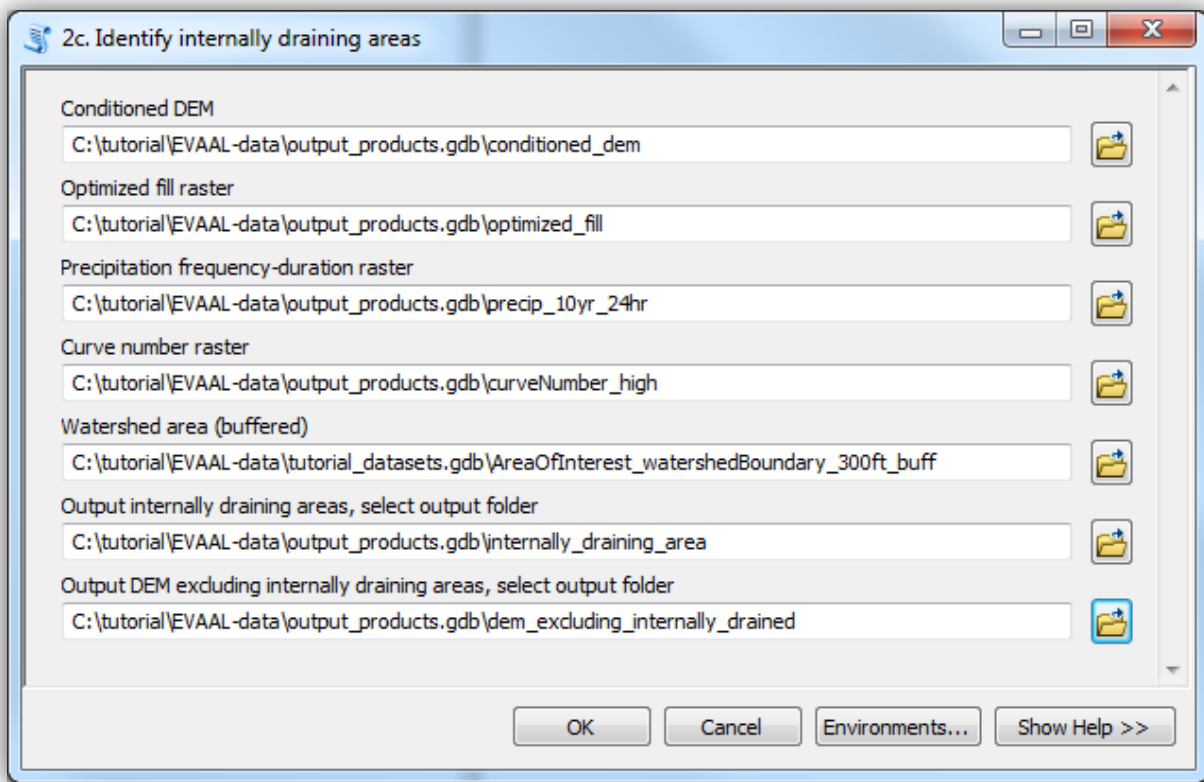 2c. Identify internally draining areas
Conditioned DEM
C:\tutorial\EVAAL-data\output_products.gdb\conditioned_dem
Optimized fill raster
C:\tutorial\EVAAL-data\output_products.gdb\optimized_fill
Precipitation frequency-duration raster
C:\tutorial\EVAAL-data\output_products.gdb\precip_10yr_24hr
Curve number raster
C:\tutorial\EVAAL-data\output_products.gdb\curveNumber_high
Watershed area (buffered)
C:\tutorial\EVAAL-data\tutorial_datasets.gdb\AreaOfInterest_watershedBoundary_300ft_buff
Output internally draining areas, select output folder
C:\tutorial\EVAAL-data\output_products.gdb\internally_draining_area
Output DEM excluding internally draining areas, select output folder
C:\tutorial\EVAAL-data\output_products.gdb\dem_excluding_internally_drained
OK Cancel Environments... Show Help >>